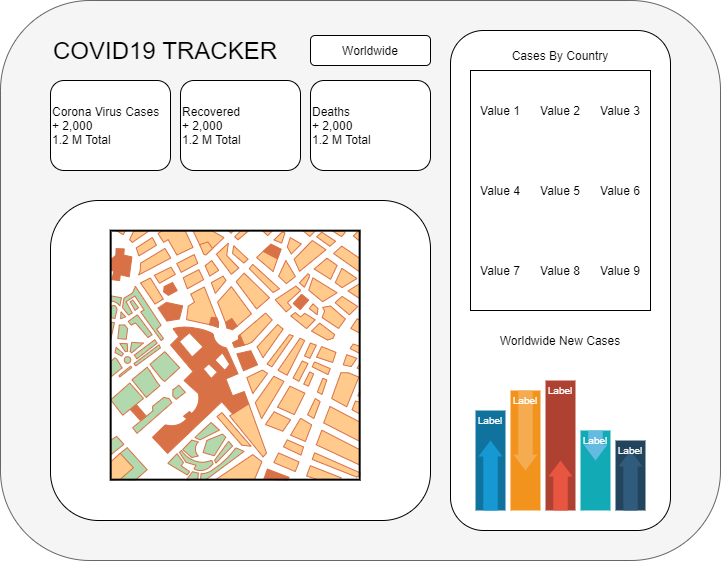 COVID19 TRACKER
Worldwide
Corona Virus Cases
+ 2,000
1.2 M Total
Recovered
+ 2,000
1.2 M Total
Deaths
+ 2,000
1.2 M Total
Cases By Country
Value 1 Value 2 Value 3
Value 4 Value 5 Value 6
Value 7 Value 8 Value 9
Worldwide New Cases
Label
Label
Label
Label
Label